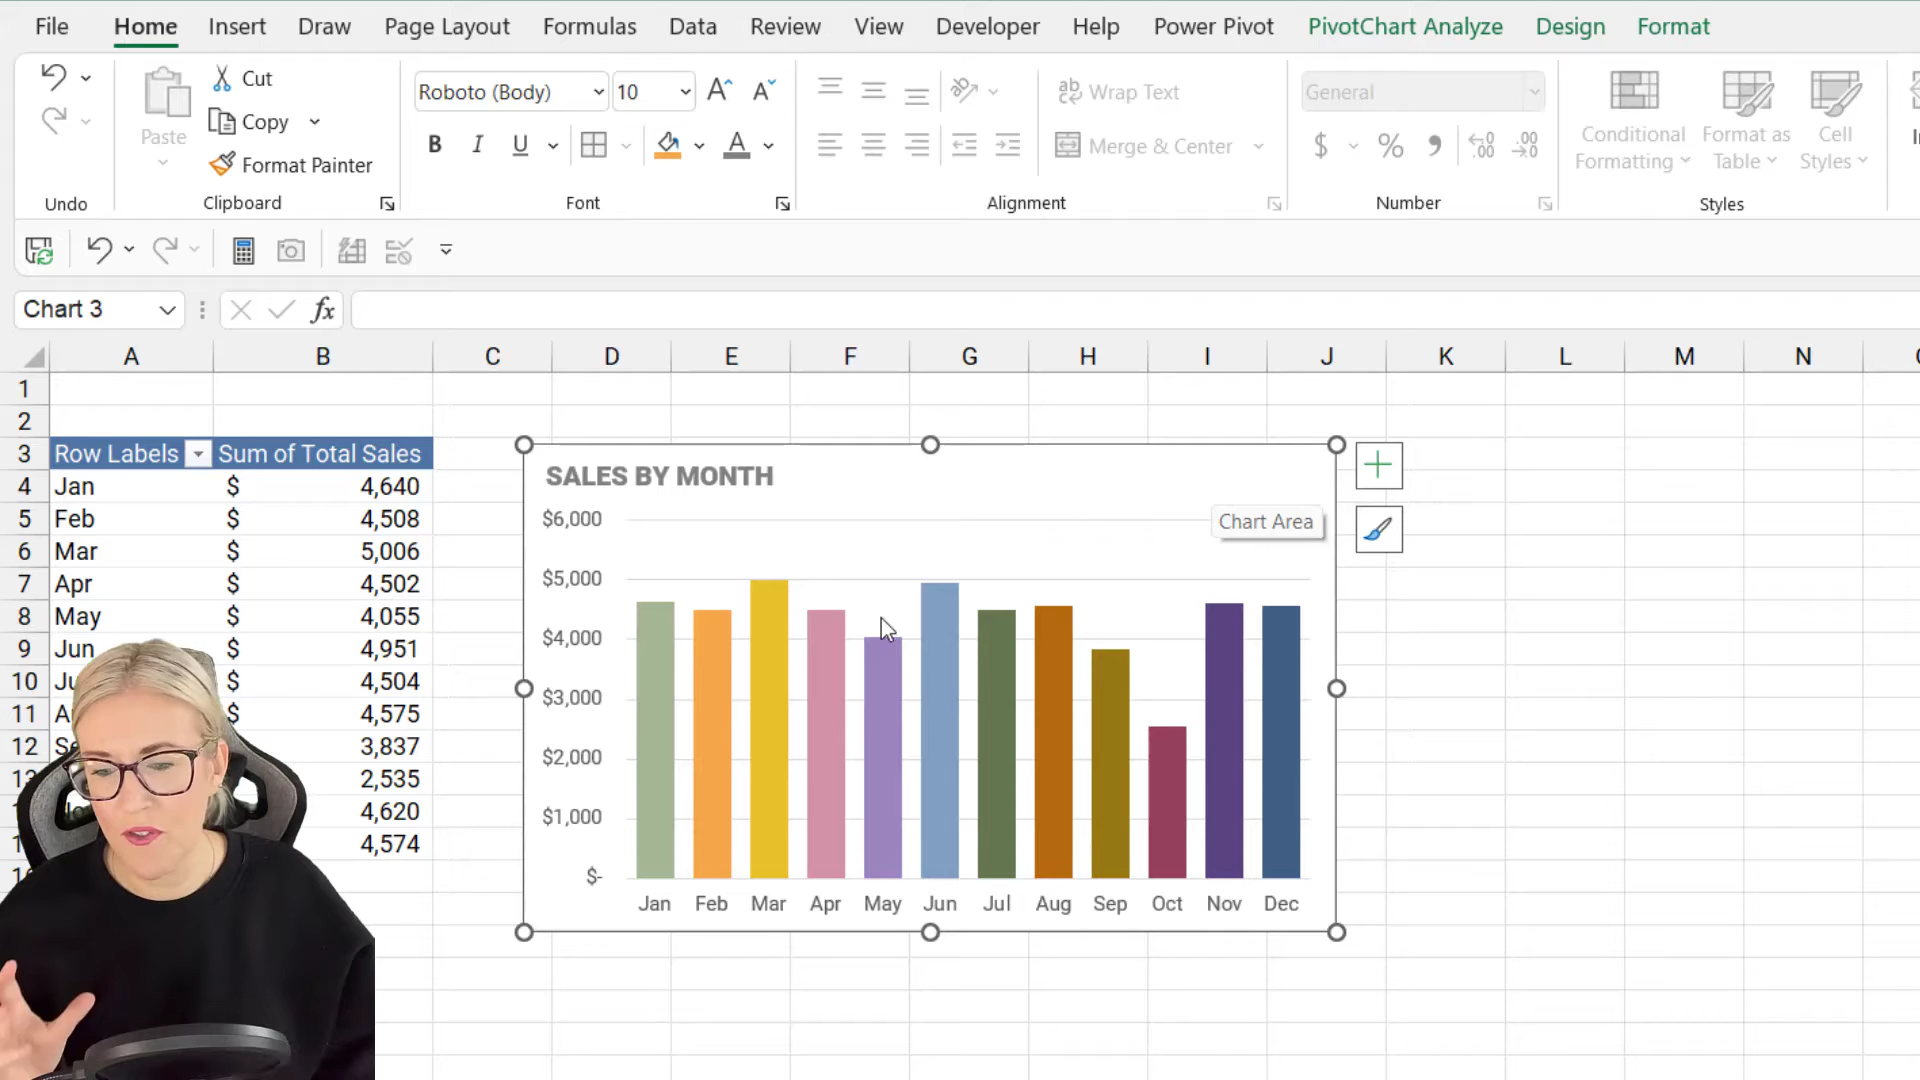 File Home Insert Draw Page Layout Formulas Data Review View Developer Help Power Pivot PivotChart Analyze Design Format
Cut
Copy
Format Painter
Paste
Undo
Clipboard
Roboto (Body) 10
B I U
Font
Wrap Text
Merge & Center
Alignment
General
$ % 9
Number
Conditional Formatting
Format as Table
Cell Styles
Styles
Chart 3
fx
A B C D E F G H I J K L M N
1
2
3 Row Labels Sum of Total Sales
4 Jan $ 4,640
5 Feb $ 4,508
6 Mar $ 5,006
7 Apr $ 4,502
8 May $ 4,055
9 Jun $ 4,951
10 $ 4,504
11 $ 4,575
12 3,837
2,535
4,620
4,574
SALES BY MONTH
Chart Area
$6,000
$5,000
$4,000
$3,000
$2,000
$1,000
$-
Jan Feb Mar Apr May Jun Jul Aug Sep Oct Nov Dec